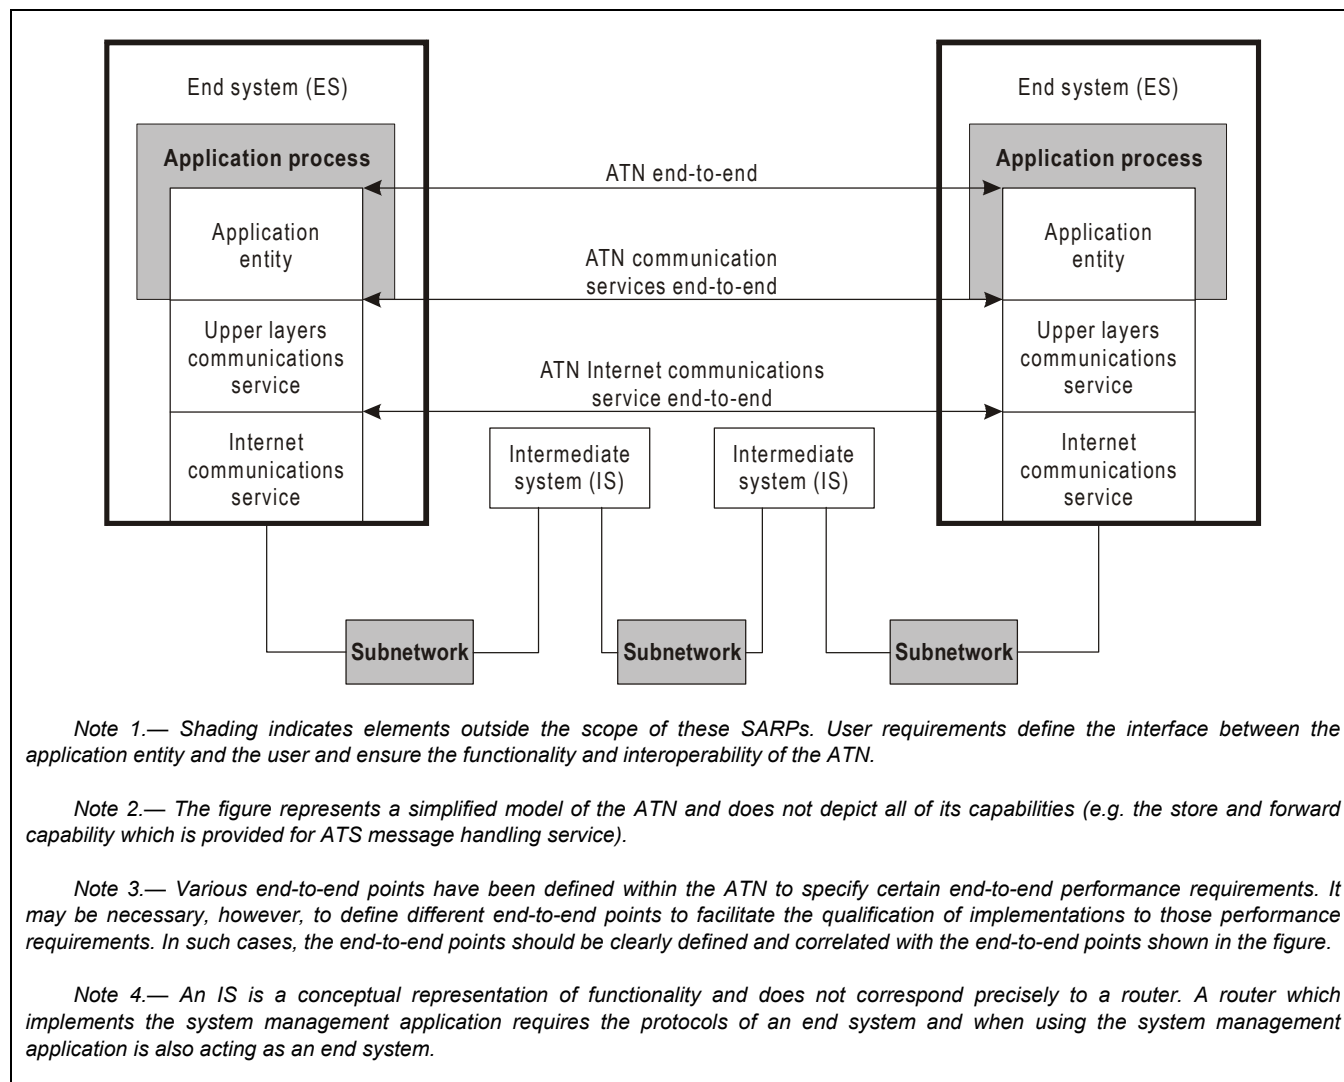 End system (ES)
End system (ES)
Application process
Application process
ATN end-to-end
Application
entity
Application
entity
ATN communication
services end-to-end
Upper layers
communications
service
Upper layers
communications
service
ATN Internet communications
service end-to-end
Internet
communications
service
Intermediate
system (IS)
Intermediate
system (IS)
Internet
communications
service
Subnetwork
Subnetwork
Subnetwork
Note 1.— Shading indicates elements outside the scope of these SARPs. User requirements define the interface between the
application entity and the user and ensure the functionality and interoperability of the ATN.
Note 2.— The figure represents a simplified model of the ATN and does not depict all of its capabilities (e.g. the store and forward
capability which is provided for ATS message handling service).
Note 3.— Various end-to-end points have been defined within the ATN to specify certain end-to-end performance requirements. It
may be necessary, however, to define different end-to-end points to facilitate the qualification of implementations to those performance
requirements. In such cases, the end-to-end points should be clearly defined and correlated with the end-to-end points shown in the figure.
Note 4.— An IS is a conceptual representation of functionality and does not correspond precisely to a router. A router which
implements the system management application requires the protocols of an end system and when using the system management
application is also acting as an end system.